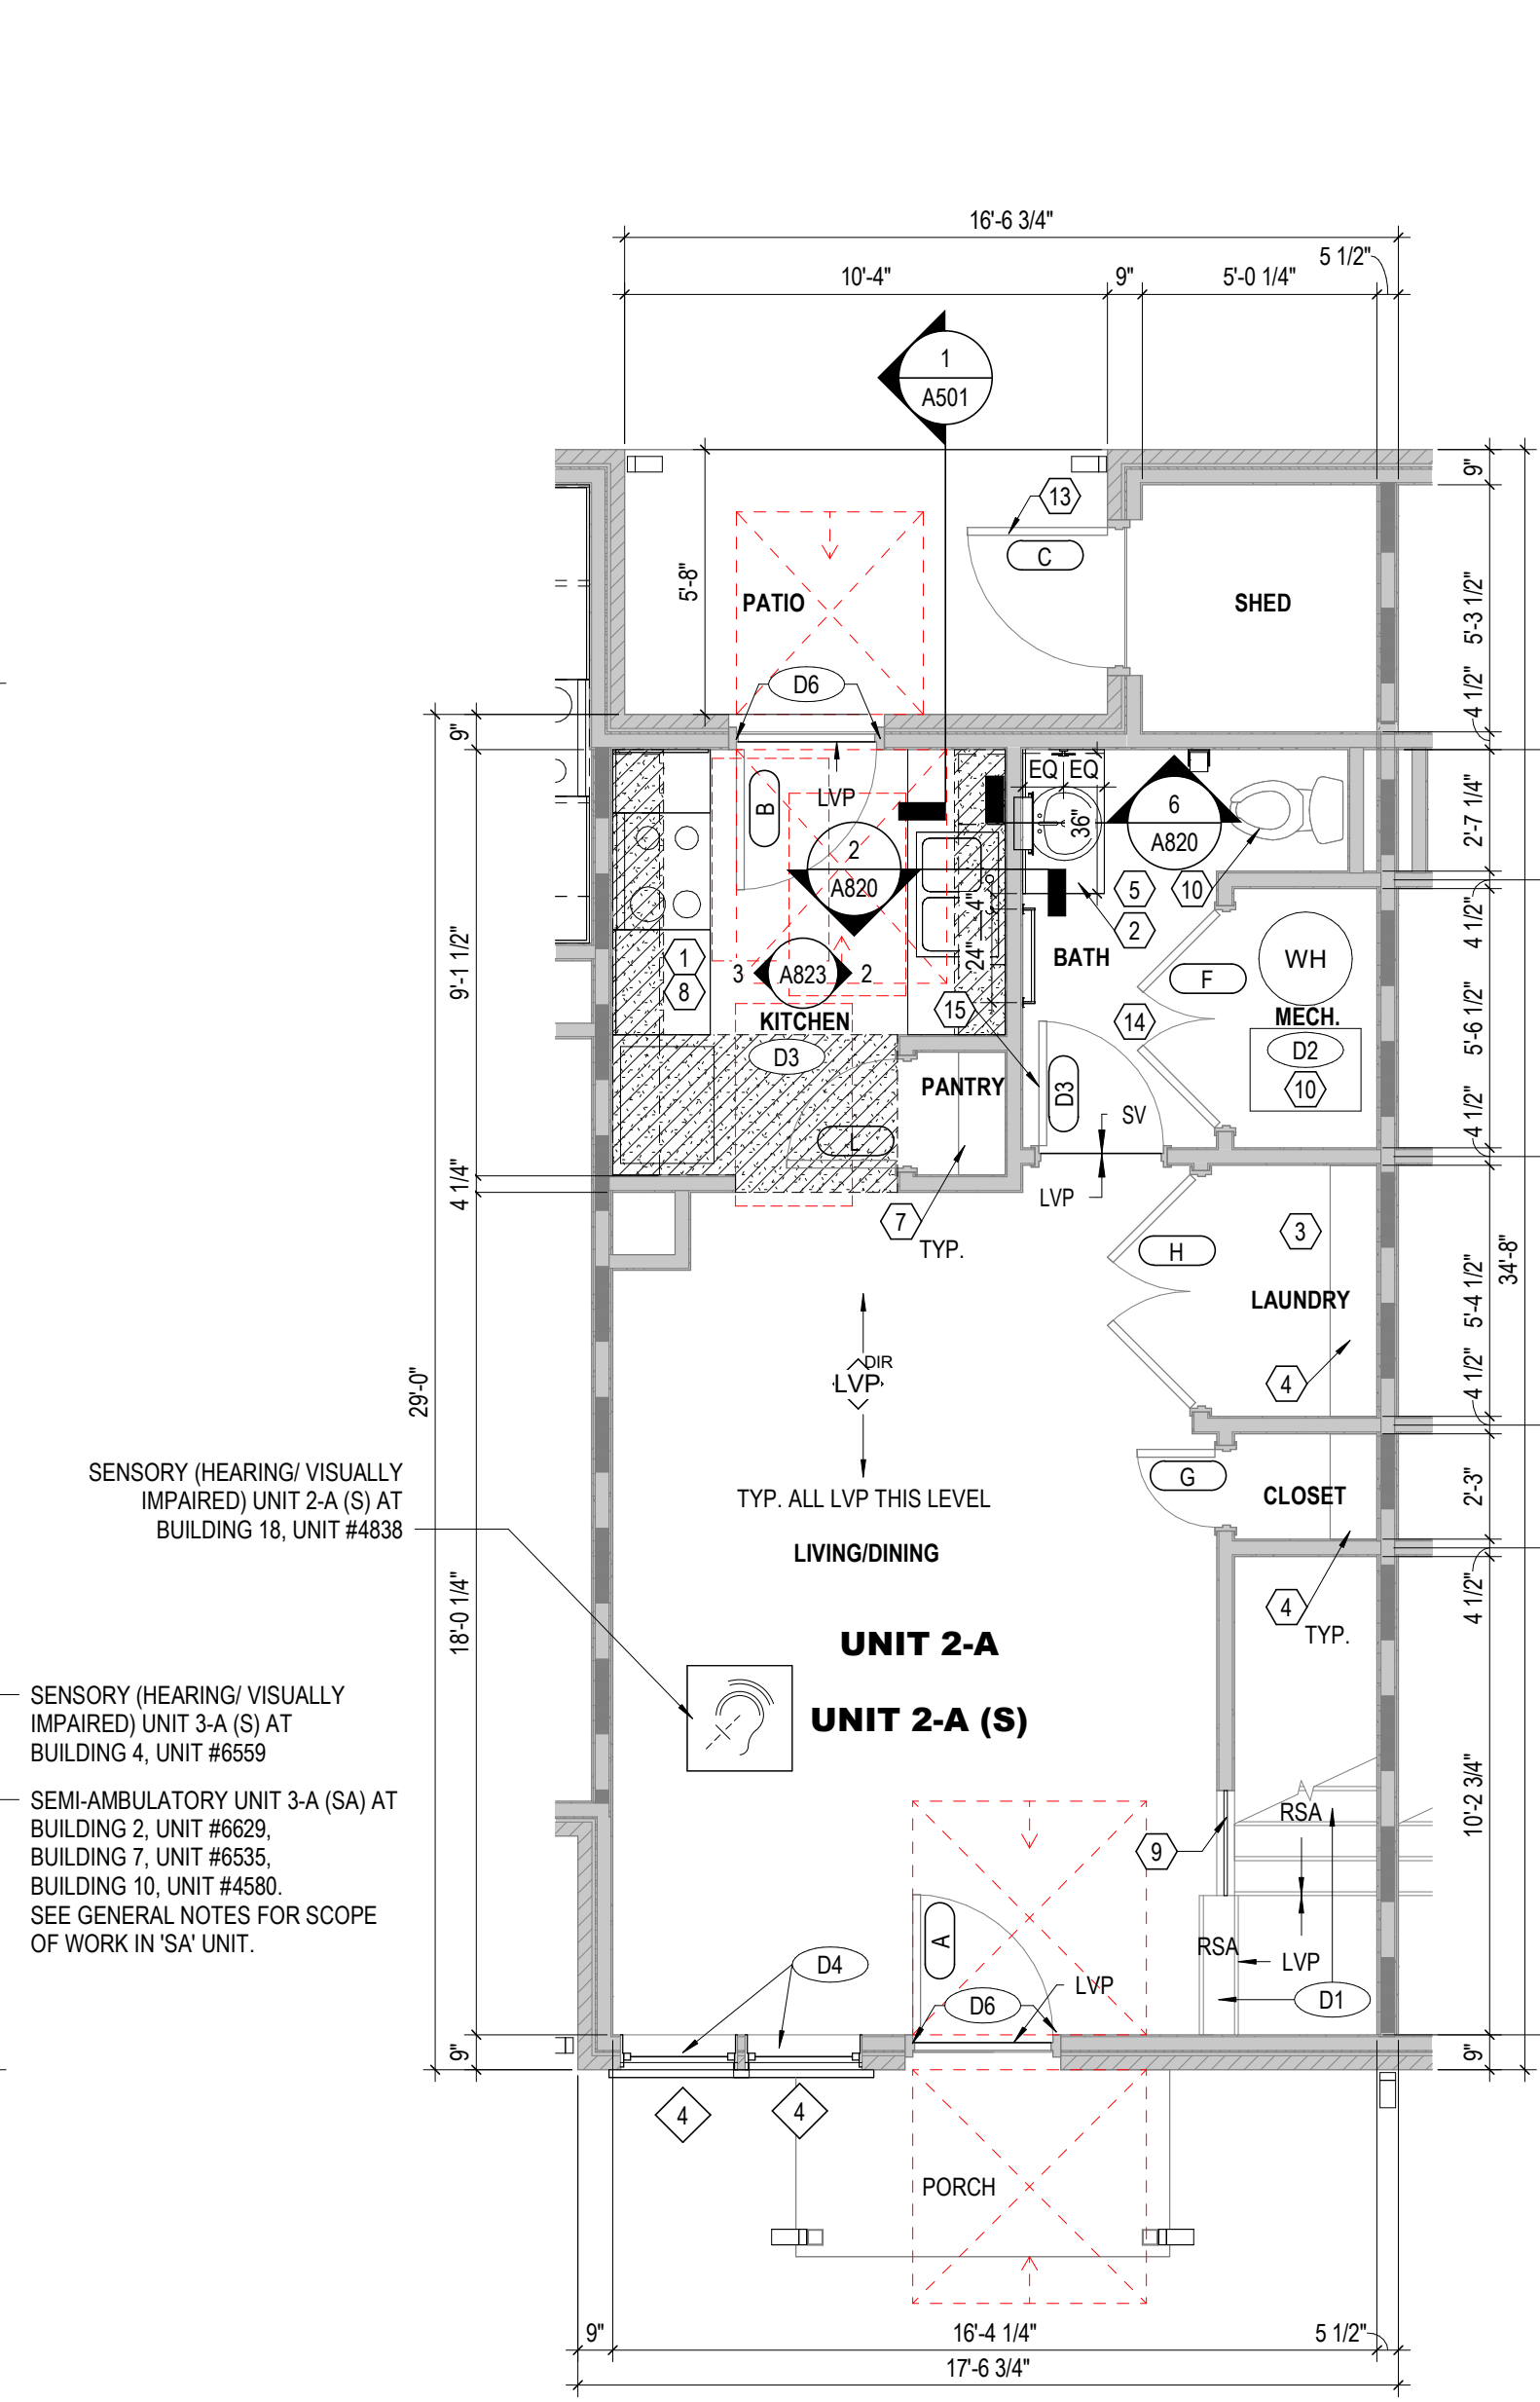 16'-6 3/4"
5 1/2"
10'-4"
9"
5'-0 1/4"
1
A501
9"
13
C
5'-8"
PATIO
SHED
5'-3 1/2"
D6
4 1/2"
9"
EQ EQ
B
LVP
36"
6
A820
2'-7 1/4"
2
A820
5
10
4"
24"
2
4 1/2"
9'-1 1/2"
1
3
A823
2
BATH
F
WH
8
15
14
MECH.
KITCHEN
5'-6 1/2"
D3
D2
PANTRY
D3
10
SV
4 1/2"
L
4 1/4"
LVP
7
TYP.
3
H
34'-8"
LAUNDRY
5'-4 1/2"
DIR
LVP
4
4 1/2"
29'-0"
SENSORY (HEARING/ VISUALLY
IMPAIRED) UNIT 2-A (S) AT
BUILDING 18, UNIT #4838
G
CLOSET
2'-3"
TYP. ALL LVP THIS LEVEL
LIVING/DINING
18'-0 1/4"
4
TYP.
4 1/2"
UNIT 2-A
UNIT 2-A (S)
SENSORY (HEARING/ VISUALLY
IMPAIRED) UNIT 3-A (S) AT
BUILDING 4, UNIT #6559
SEMI-AMBULATORY UNIT 3-A (SA) AT
BUILDING 2, UNIT #6629,
BUILDING 7, UNIT #6535,
BUILDING 10, UNIT #4580.
SEE GENERAL NOTES FOR SCOPE
OF WORK IN 'SA' UNIT.
RSA
9
10'-2 3/4"
A
RSA
LVP
D4
LVP
D6
D1
9"
9"
4
4
PORCH
9"
16'-4 1/4"
5 1/2"
17'-6 3/4"